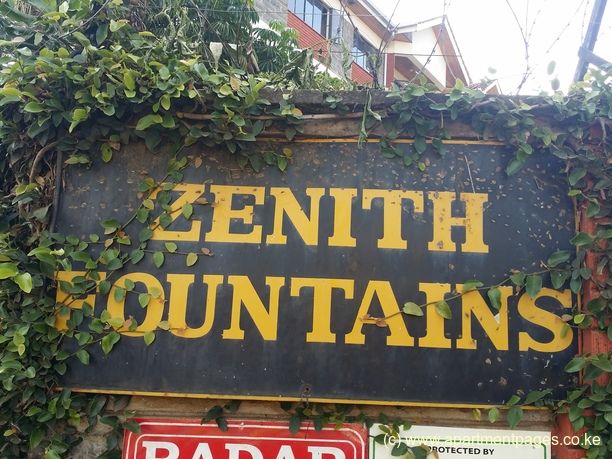 ZENITH
FOUNTAINS
RADAR
PROTECTED BY
(c) www.apartmentpages.co.ke